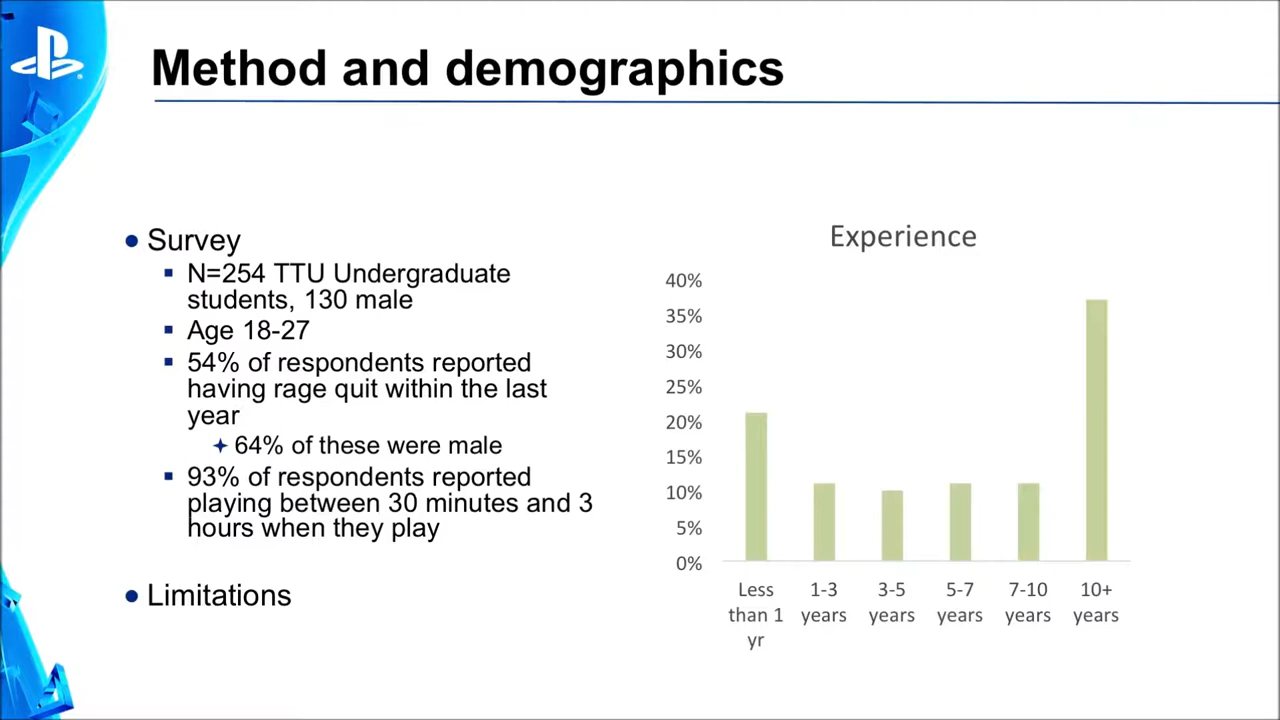 Method and demographics
Survey
N=254 TTU Undergraduate
students, 130 male
Age 18-27
54% of respondents reported
having rage quit within the last
year
64% of these were male
93% of respondents reported
playing between 30 minutes and 3
hours when they play
Limitations
Experience
40%
35%
30%
25%
20%
15%
10%
5%
0%
Less than 1 yr
1-3 years
3-5 years
5-7 years
7-10 years
10+ years